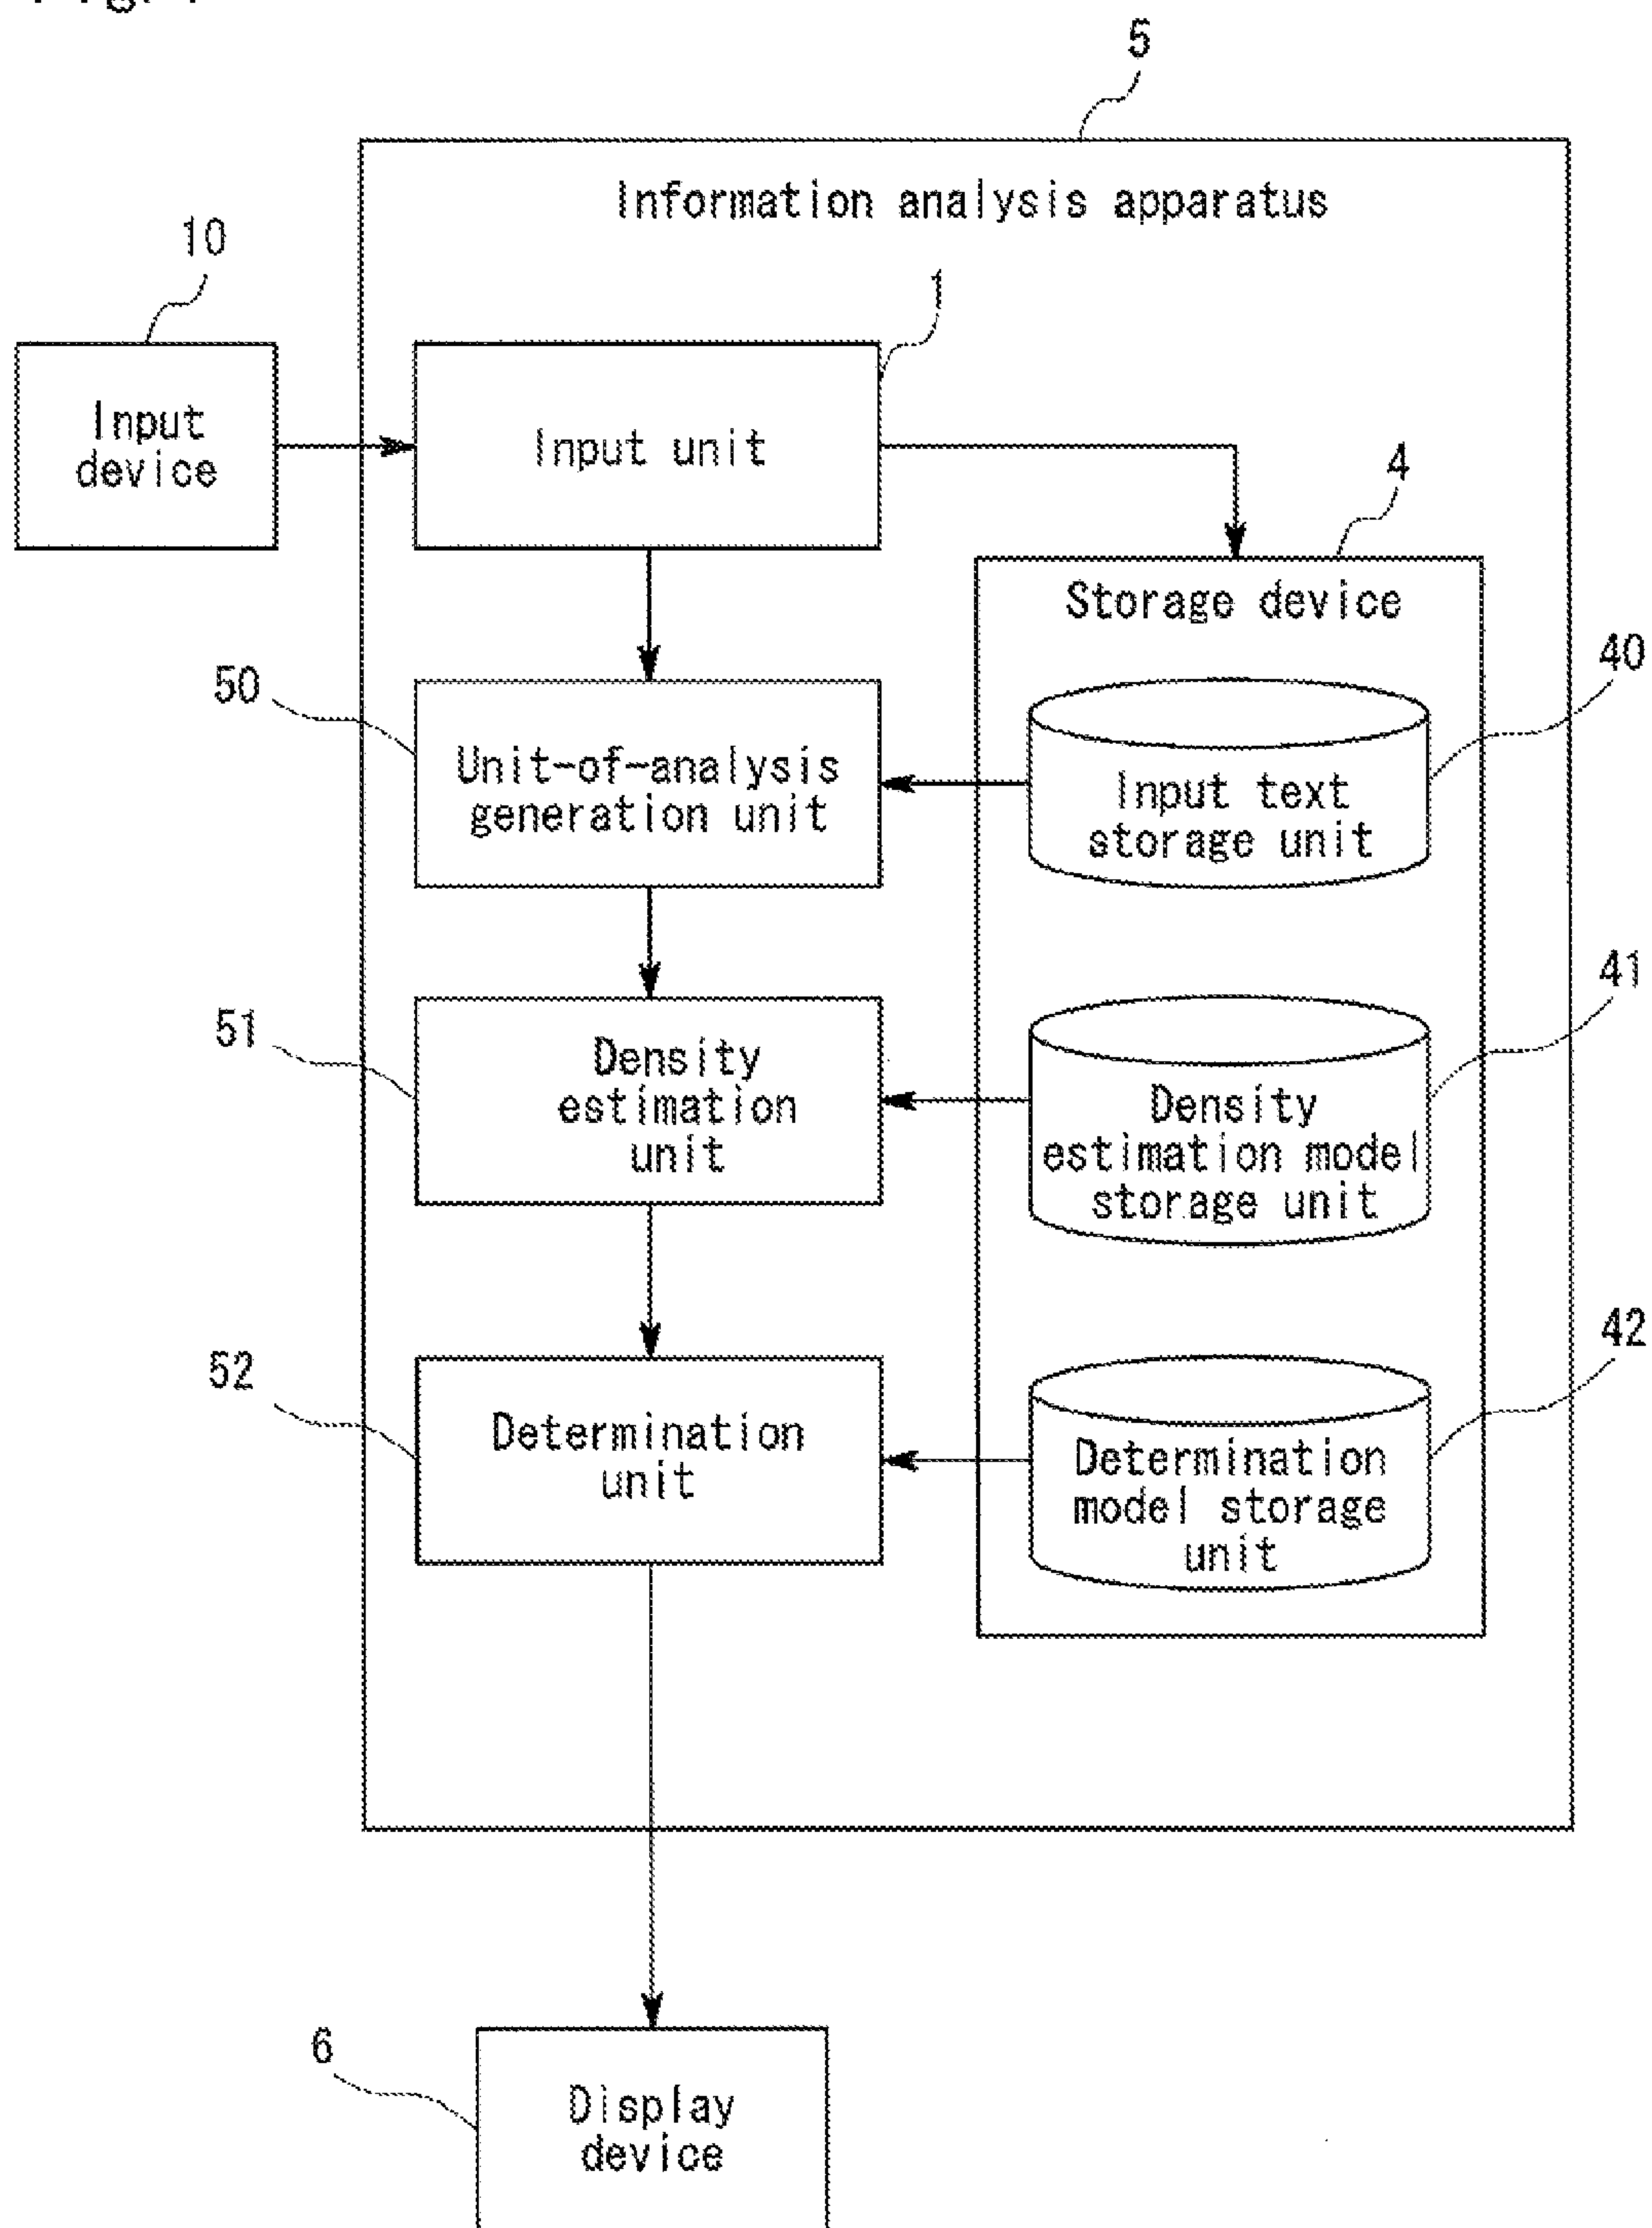 5
Information analysis apparatus
10
1
Input
device
Input unit
4
Storage device
50
40
Unit-of-analysis
generation unit
Input text
storage unit
51
41
Density
estimation
unit
Density
estimation model
storage unit
52
42
Determination
unit
Determination
model storage
unit
6
Display
device